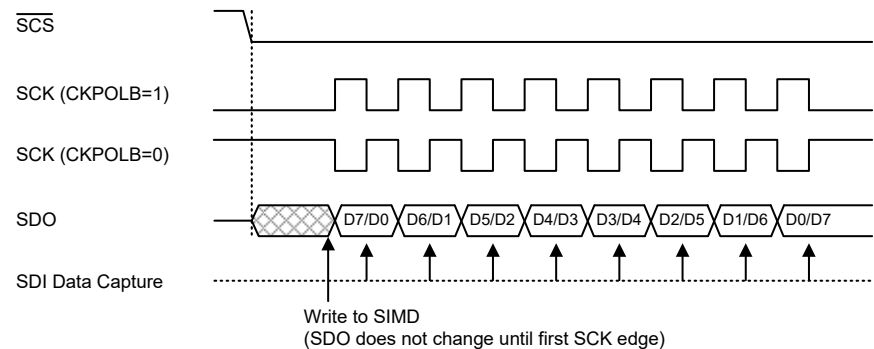 SCS
SCK (CKPOLB=1)
SCK (CKPOLB=0)
SDO
D7/D0 D6/D1 D5/D2 D4/D3 D3/D4 D2/D5 D1/D6 D0/D7
SDI Data Capture
Write to SIMD
(SDO does not change until first SCK edge)